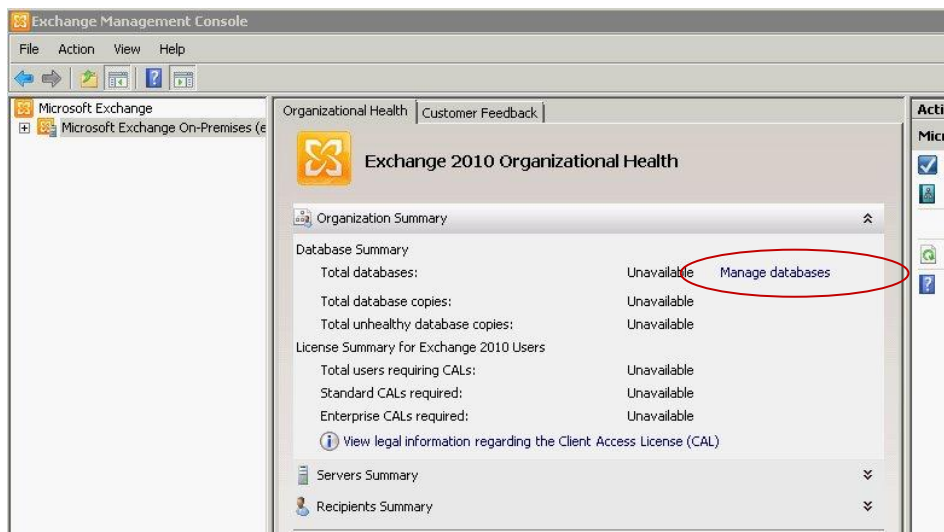 Exchange Management Console
File Action View Help
Microsoft Exchange
Microsoft Exchange On-Premises (e
Organizational Health Customer Feedback
Exchange 2010 Organizational Health
Organization Summary
Database Summary
Total databases: Unavailable Manage databases
Total database copies: Unavailable
Total unhealthy database copies: Unavailable
License Summary for Exchange 2010 Users
Total users requiring CALs: Unavailable
Standard CALs required: Unavailable
Enterprise CALs required: Unavailable
View legal information regarding the Client Access License (CAL)
Servers Summary
Recipients Summary
Acti
Micr